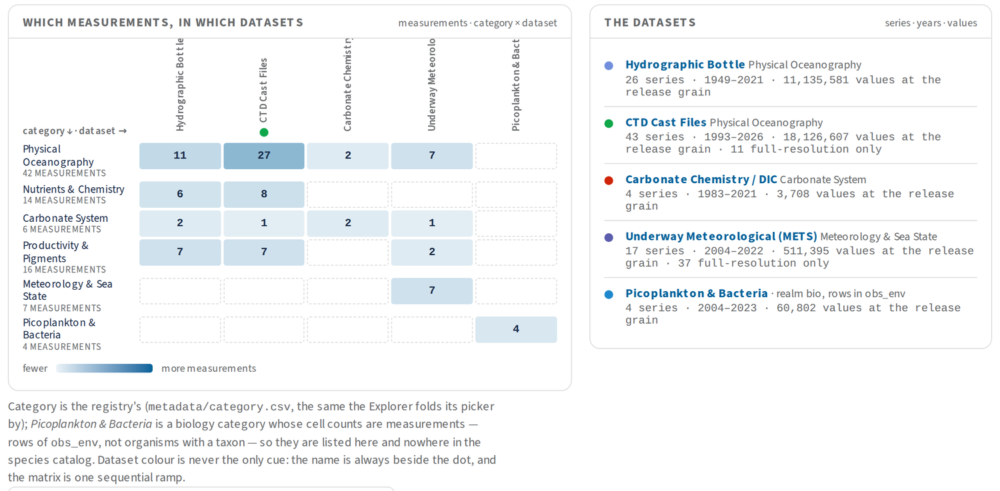 WHICH MEASUREMENTS, IN WHICH DATASETS
measurements · category × dataset
Hydrographic Bottle
CTD Cast Files
Carbonate Chemistry
Underway Meteorolo
Picoplankton & Bact
category ↓ · dataset →
Physical
Oceanography
42 MEASUREMENTS
11 27 2 7
Nutrients & Chemistry
14 MEASUREMENTS
6 8
Carbonate System
6 MEASUREMENTS
2 1 2 1
Productivity &
Pigments
16 MEASUREMENTS
7 7 2
Meteorology & Sea
State
7 MEASUREMENTS
7
Picoplankton &
Bacteria
4 MEASUREMENTS
4
fewer more measurements
Category is the registry's (metadata/category.csv, the same the Explorer folds its picker
by); Picoplankton & Bacteria is a biology category whose cell counts are measurements —
rows of obs_env, not organisms with a taxon — so they are listed here and nowhere in the
species catalog. Dataset colour is never the only cue: the name is always beside the dot, and
the matrix is one sequential ramp.
THE DATASETS
series · years · values
Hydrographic Bottle Physical Oceanography
26 series · 1949–2021 · 11,135,581 values at the
release grain
CTD Cast Files Physical Oceanography
43 series · 1993–2026 · 18,126,607 values at the
release grain · 11 full-resolution only
Carbonate Chemistry / DIC Carbonate System
4 series · 1983–2021 · 3,708 values at the release
grain
Underway Meteorological (METS) Meteorology & Sea State
17 series · 2004–2022 · 511,395 values at the release
grain · 37 full-resolution only
Picoplankton & Bacteria · realm bio, rows in obs_env
4 series · 2004–2023 · 60,802 values at the release
grain